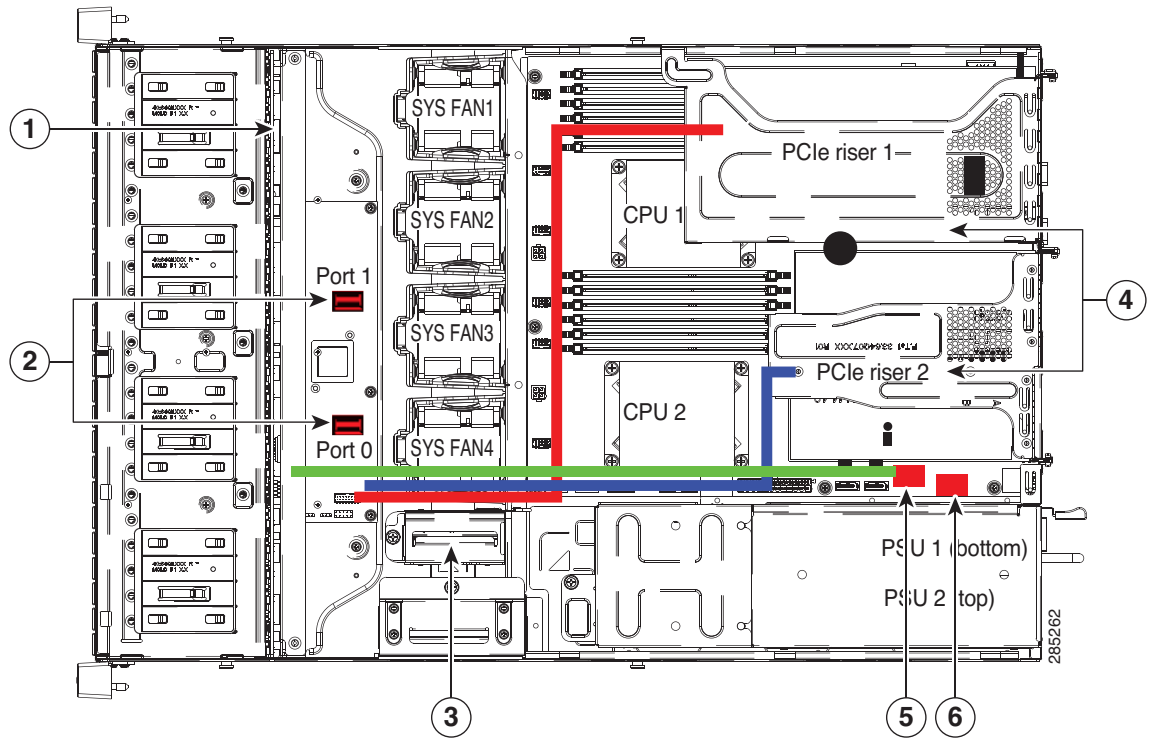 1
SYS FAN1
PCIe riser 1
SYS FAN2
CPU 1
Port 1
4
SYS FAN3
2
PCIe riser 2
CPU 2
Port 0
SYS FAN4
PSU 1 (bottom)
PSU 2 (top)
285262
3
5
6